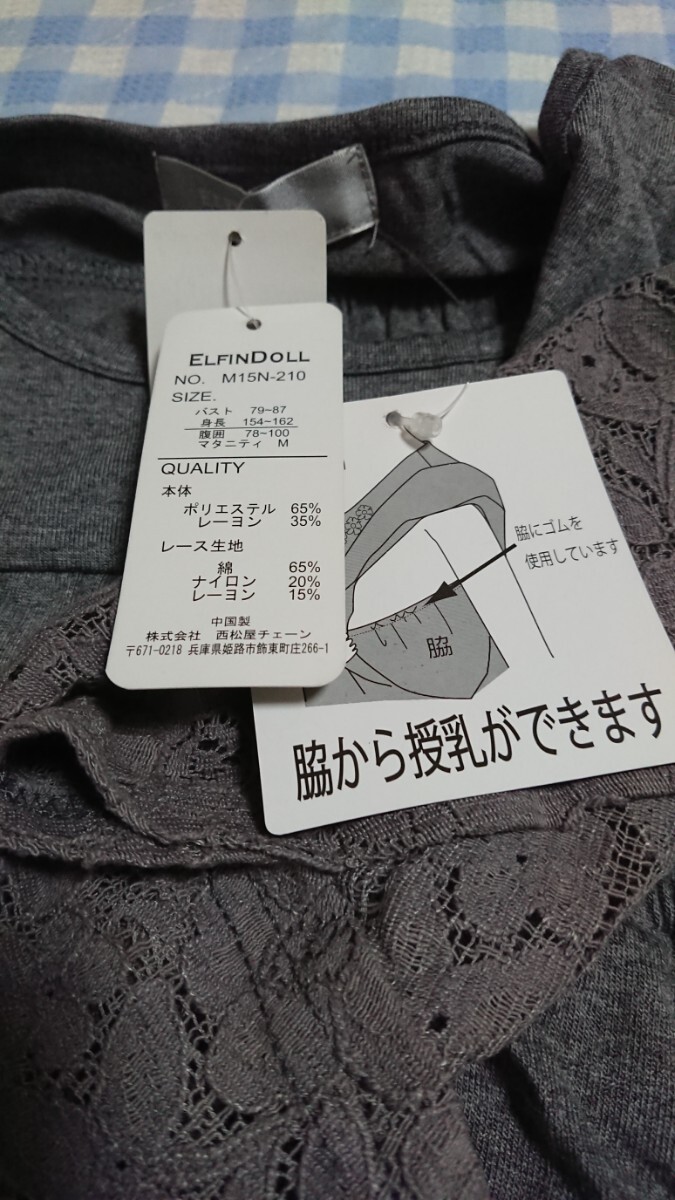 ELFINDOLL
NO. M15N-210
SIZE.
バスト 79~87
身長 154~162
腹囲 78~100
マタニティ M
QUALITY
本体
ポリエステル 65%
レーヨン 35%
レース生地
綿 65%
ナイロン 20%
レーヨン 15%
中国製
株式会社 西松屋チェーン
〒671-0218 兵庫県姫路市飾東町庄266-1
脇にゴムを
使用しています
脇
脇から授乳ができます